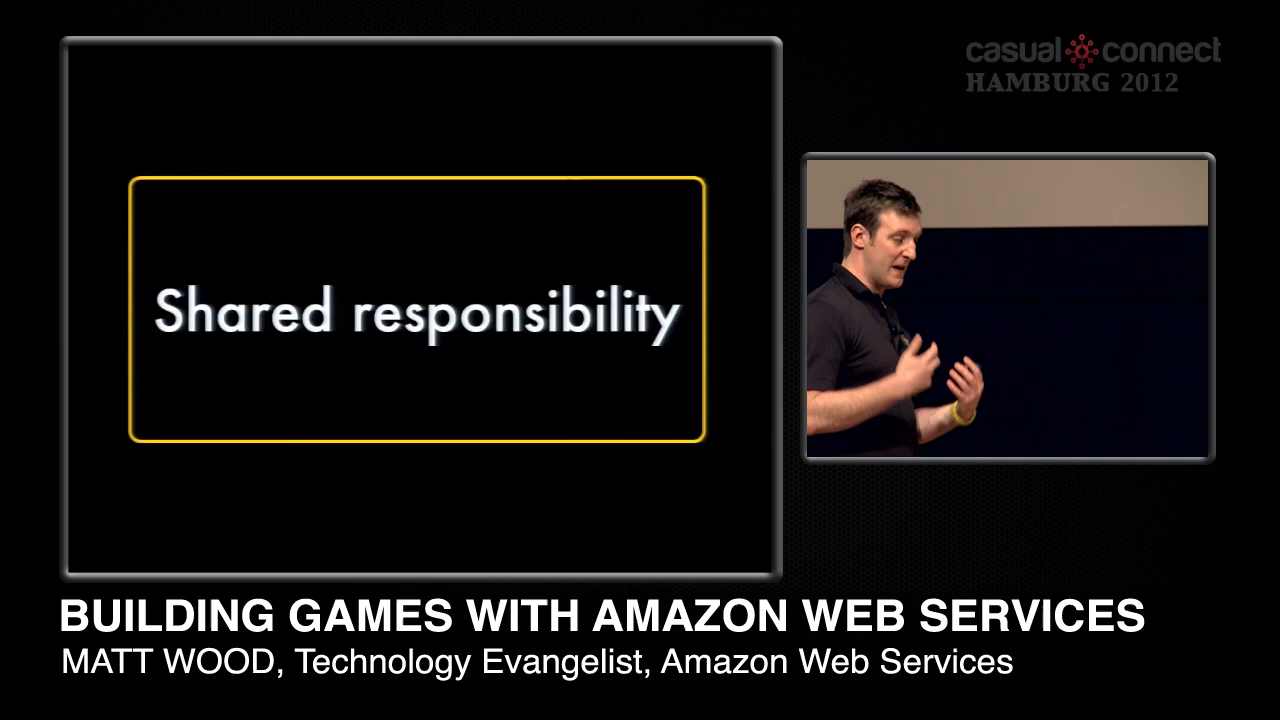 casual connect
HAMBURG 2012
Shared responsibility
BUILDING GAMES WITH AMAZON WEB SERVICES
MATT WOOD, Technology Evangelist, Amazon Web Services